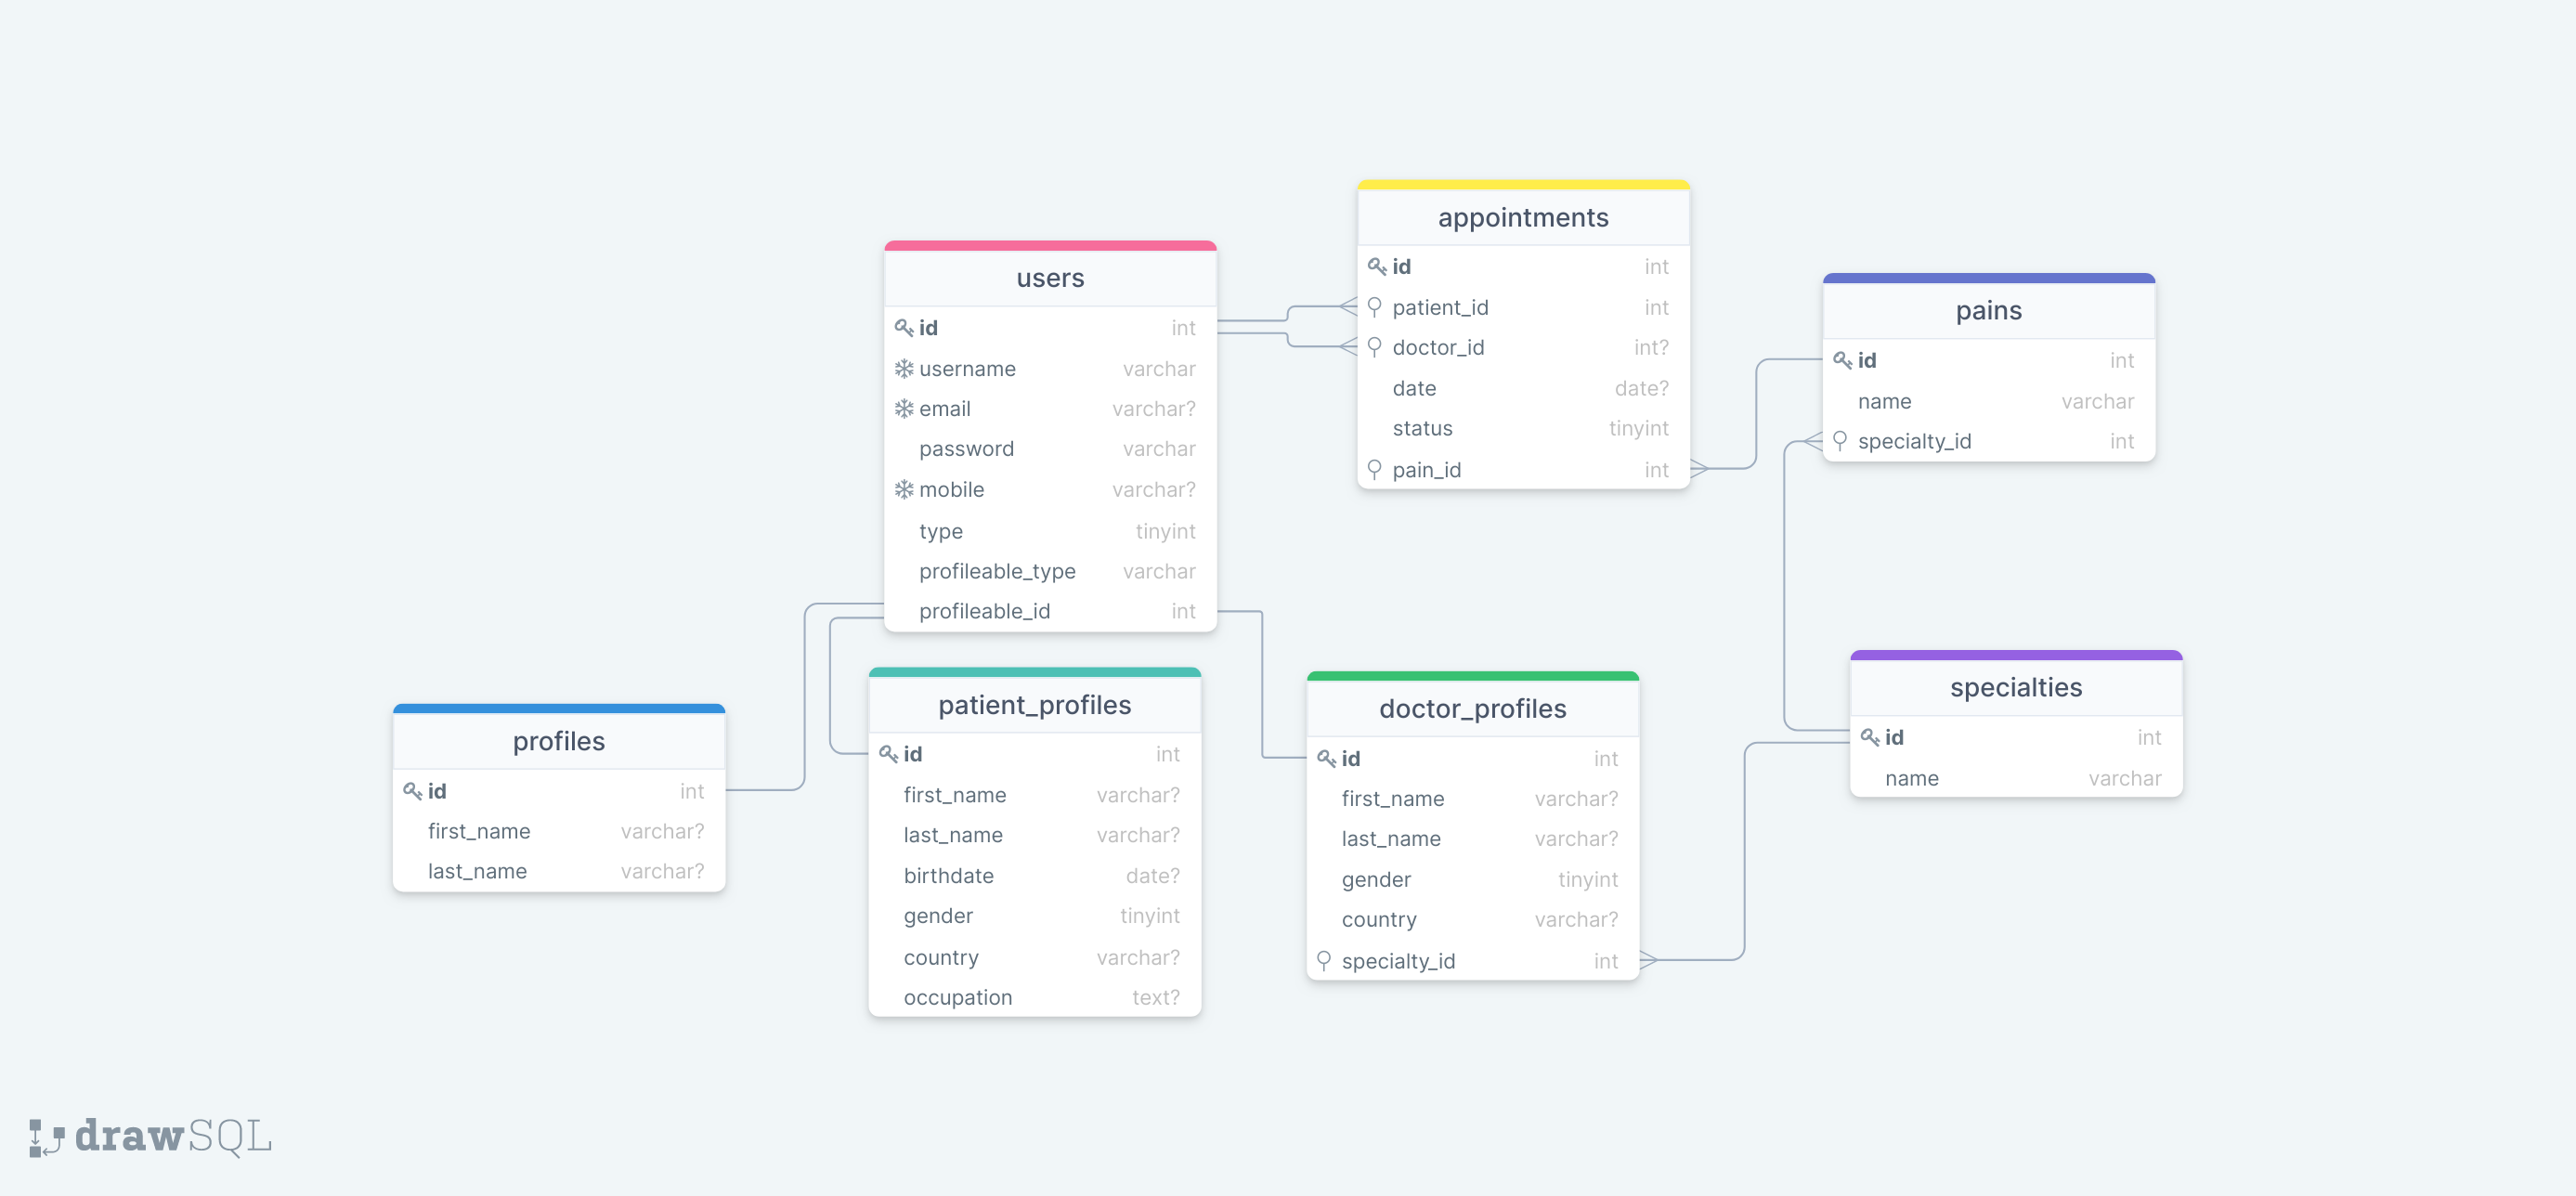 users
id int
username varchar
email varchar?
password varchar
mobile varchar?
type tinyint
profileable_type varchar
profileable_id int
appointments
id int
patient_id int
doctor_id int?
date date?
status tinyint
pain_id int
pains
id int
name varchar
specialty_id int
profiles
id int
first_name varchar?
last_name varchar?
patient_profiles
id int
first_name varchar?
last_name varchar?
birthdate date?
gender tinyint
country varchar?
occupation text?
doctor_profiles
id int
first_name varchar?
last_name varchar?
gender tinyint
country varchar?
specialty_id int
specialties
id int
name varchar
drawSQL